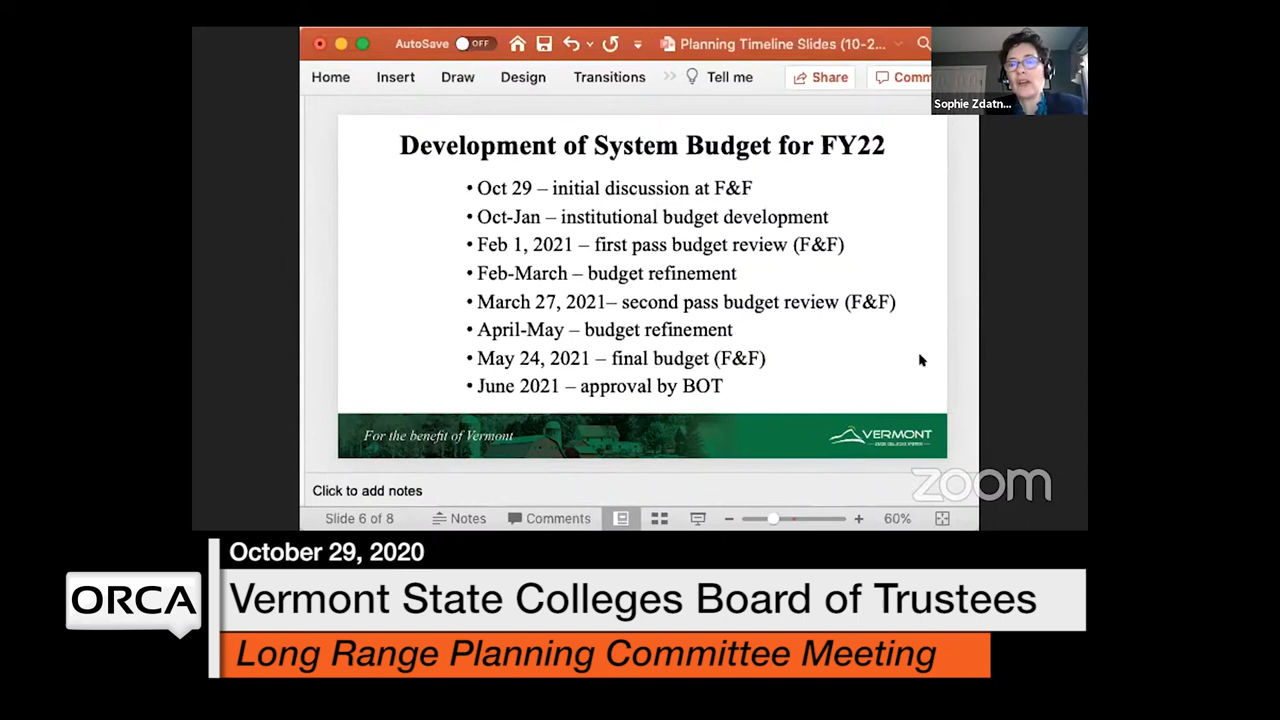 AutoSave OFF
Planning Timeline Slides (10-2...
Home Insert Draw Design Transitions Tell me Share Comm
Sophie Zdatn...
Development of System Budget for FY22
• Oct 29 – initial discussion at F&F
• Oct-Jan – institutional budget development
• Feb 1, 2021 – first pass budget review (F&F)
• Feb-March – budget refinement
• March 27, 2021– second pass budget review (F&F)
• April-May – budget refinement
• May 24, 2021 – final budget (F&F)
• June 2021 – approval by BOT
For the benefit of Vermont
VERMONT
zoom
Click to add notes
Slide 6 of 8 Notes Comments 60%
October 29, 2020
ORCA
Vermont State Colleges Board of Trustees
Long Range Planning Committee Meeting